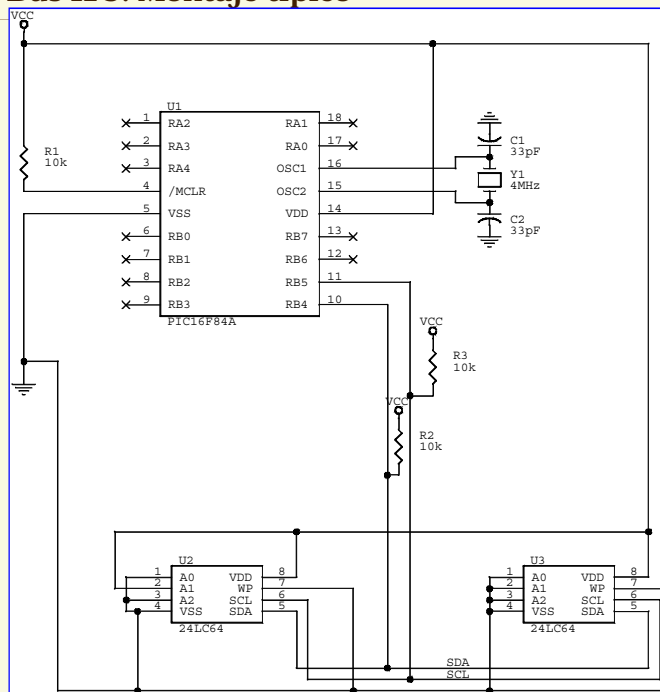 Bus I2C: Montaje típico
VCC
U1
1 RA2 RA1 18
2 RA3 RA0 17
3 RA4 OSC1 16
4 /MCLR OSC2 15
5 VSS VDD 14
6 RB0 RB7 13
7 RB1 RB6 12
8 RB2 RB5 11
9 RB3 RB4 10
PIC16F84A
R1
10k
C1
33pF
Y1
4MHz
C2
33pF
VCC
R3
10k
VCC
R2
10k
U2
1 A0 VDD 8
2 A1 WP 7
3 A2 SCL 6
4 VSS SDA 5
24LC64
U3
1 A0 VDD 8
2 A1 WP 7
3 A2 SCL 6
4 VSS SDA 5
24LC64
SDA
SCL